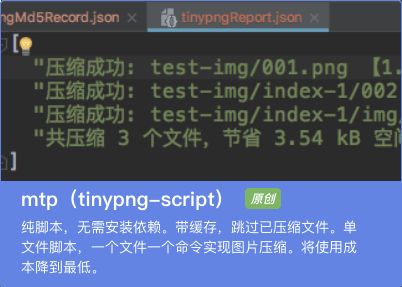 ngMd5Record.json × tinypngReport.json ×
[
"压缩成功: test-img/001.png 【1.
"压缩成功: test-img/index-1/002
"压缩成功: test-img/index-1/img/
"共压缩 3 个文件, 节省 3.54 kB 空间
]
mtp（tinypng-script） 原创
纯脚本，无需安装依赖。带缓存，跳过已压缩文件。单
文件脚本，一个文件一个命令实现图片压缩。将使用成
本降到最低。